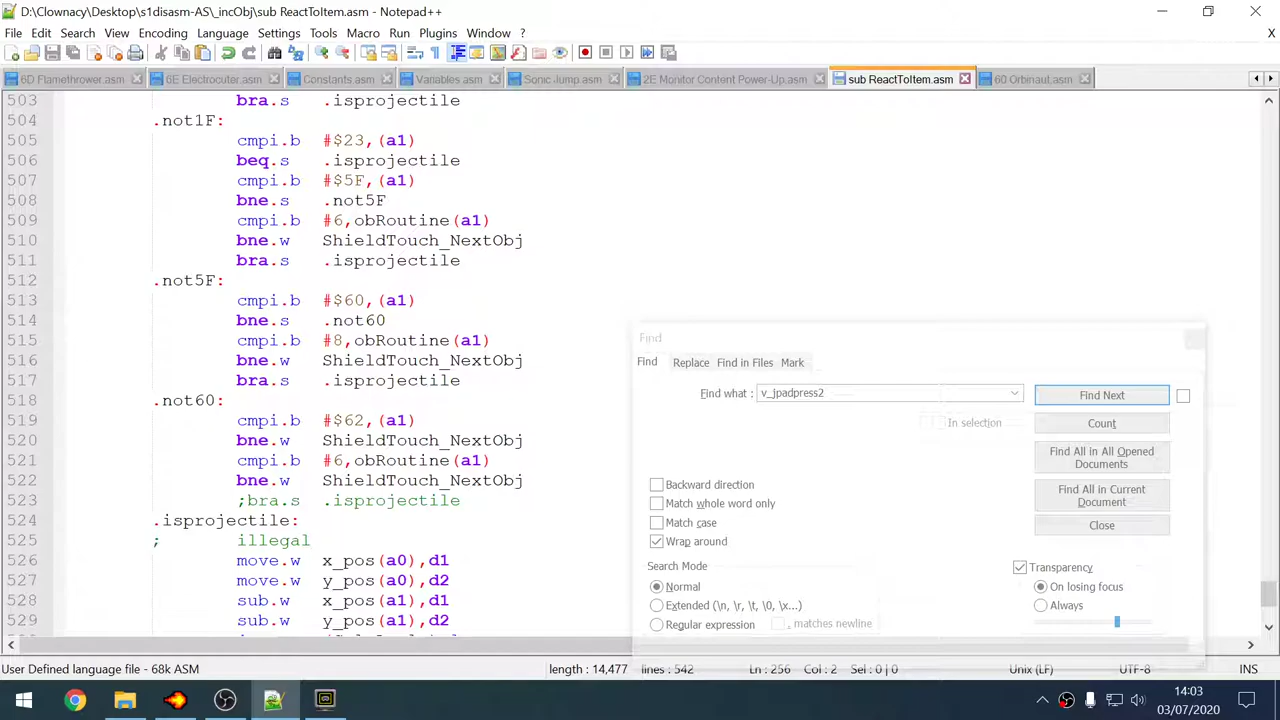 D:\Clownacy\Desktop\s1disasm-AS\_incObj\sub ReactToItem.asm - Notepad++
File Edit Search View Encoding Language Settings Tools Macro Run Plugins Window ? X
6D Flamethrower.asm 6E Electrocuter.asm Constants.asm Variables.asm Sonic Jump.asm 2E Monitor Content Power-Up.asm sub ReactToItem.asm 60 Orbinaut.asm
503 bra.s .isprojectile
504 .not1F:
505 cmpi.b #$23,(a1)
506 beq.s .isprojectile
507 cmpi.b #$5F,(a1)
508 bne.s .not5F
509 cmpi.b #6,obRoutine(a1)
510 bne.w ShieldTouch_NextObj
511 bra.s .isprojectile
512 .not5F:
513 cmpi.b #$60,(a1)
514 bne.s .not60
515 cmpi.b #8,obRoutine(a1)
516 bne.w ShieldTouch_NextObj
517 bra.s .isprojectile
518 .not60:
519 cmpi.b #$62,(a1)
520 bne.w ShieldTouch_NextObj
521 cmpi.b #6,obRoutine(a1)
522 bne.w ShieldTouch_NextObj
523 ;bra.s .isprojectile
524 .isprojectile:
525 ; illegal
526 move.w x_pos(a0),d1
527 move.w y_pos(a0),d2
528 sub.w x_pos(a1),d1
529 sub.w y_pos(a1),d2
Find
Find Replace Find in Files Mark
Find what : v_jpadpress2 Find Next
In selection Count
Find All in All Opened Documents
Backward direction
Match whole word only
Match case
Wrap around
Find All in Current Document
Close
Search Mode
Normal
Extended (\n, \r, \t, \0, \x...)
Regular expression . matches newline
Transparency
On losing focus
Always
User Defined language file - 68k ASM length : 14,477 lines : 542 Ln : 256 Col : 2 Sel : 0 | 0 Unix (LF) UTF-8 INS
14:03
03/07/2020